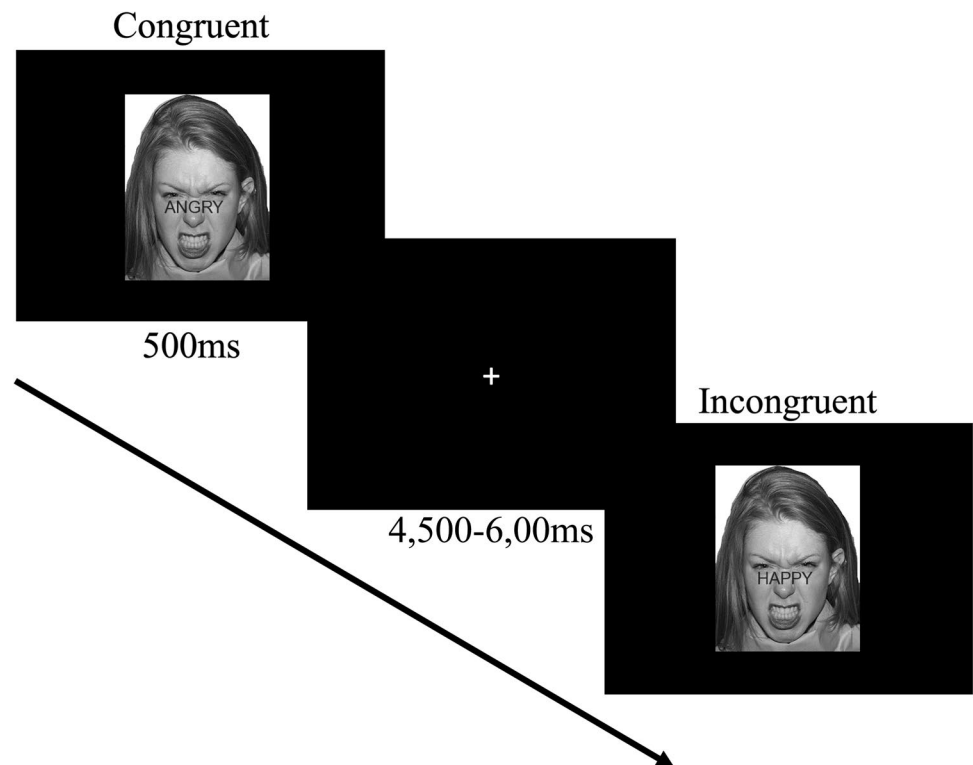 Congruent
ANGRY
500ms
+
4,500-6,00ms
Incongruent
HAPPY